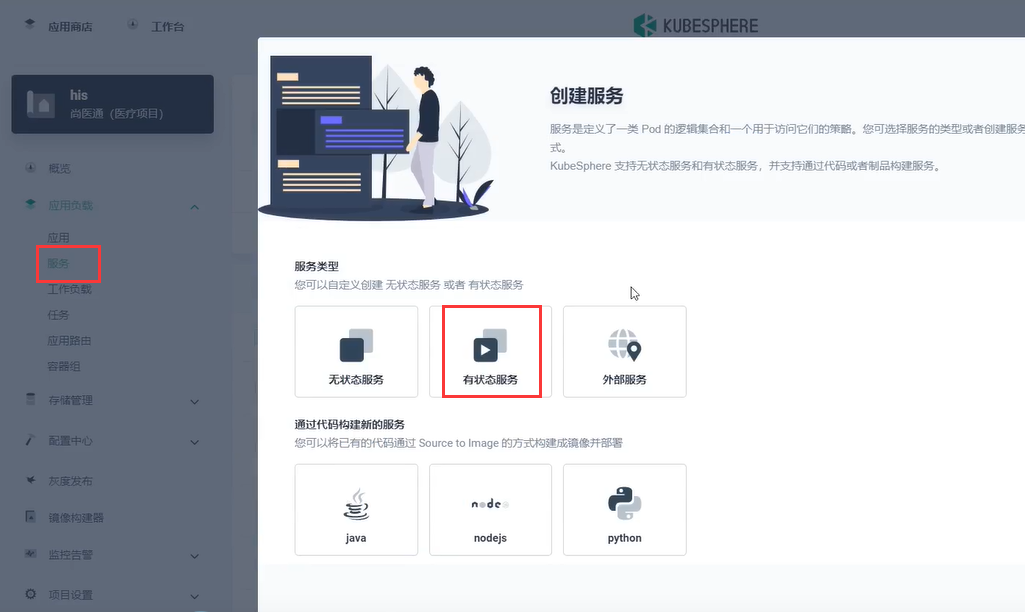 应用商店
工作台
KUBESPHERE
his
尚医通（医疗项目）
概览
应用负载
应用
服务
工作负载
任务
应用路由
容器组
存储管理
配置中心
灰度发布
镜像构建器
监控告警
项目设置
创建服务
服务是定义了一类 Pod 的逻辑集合和一个用于访问它们的策略。您可选择服务的类型或者创建服务
式。
KubeSphere 支持无状态服务和有状态服务，并支持通过代码或者制品构建服务。
服务类型
您可以自定义创建 无状态服务 或者 有状态服务
无状态服务
有状态服务
外部服务
通过代码构建新的服务
您可以将已有的代码通过 Source to Image 的方式构建成镜像并部署
node
java
nodejs
python